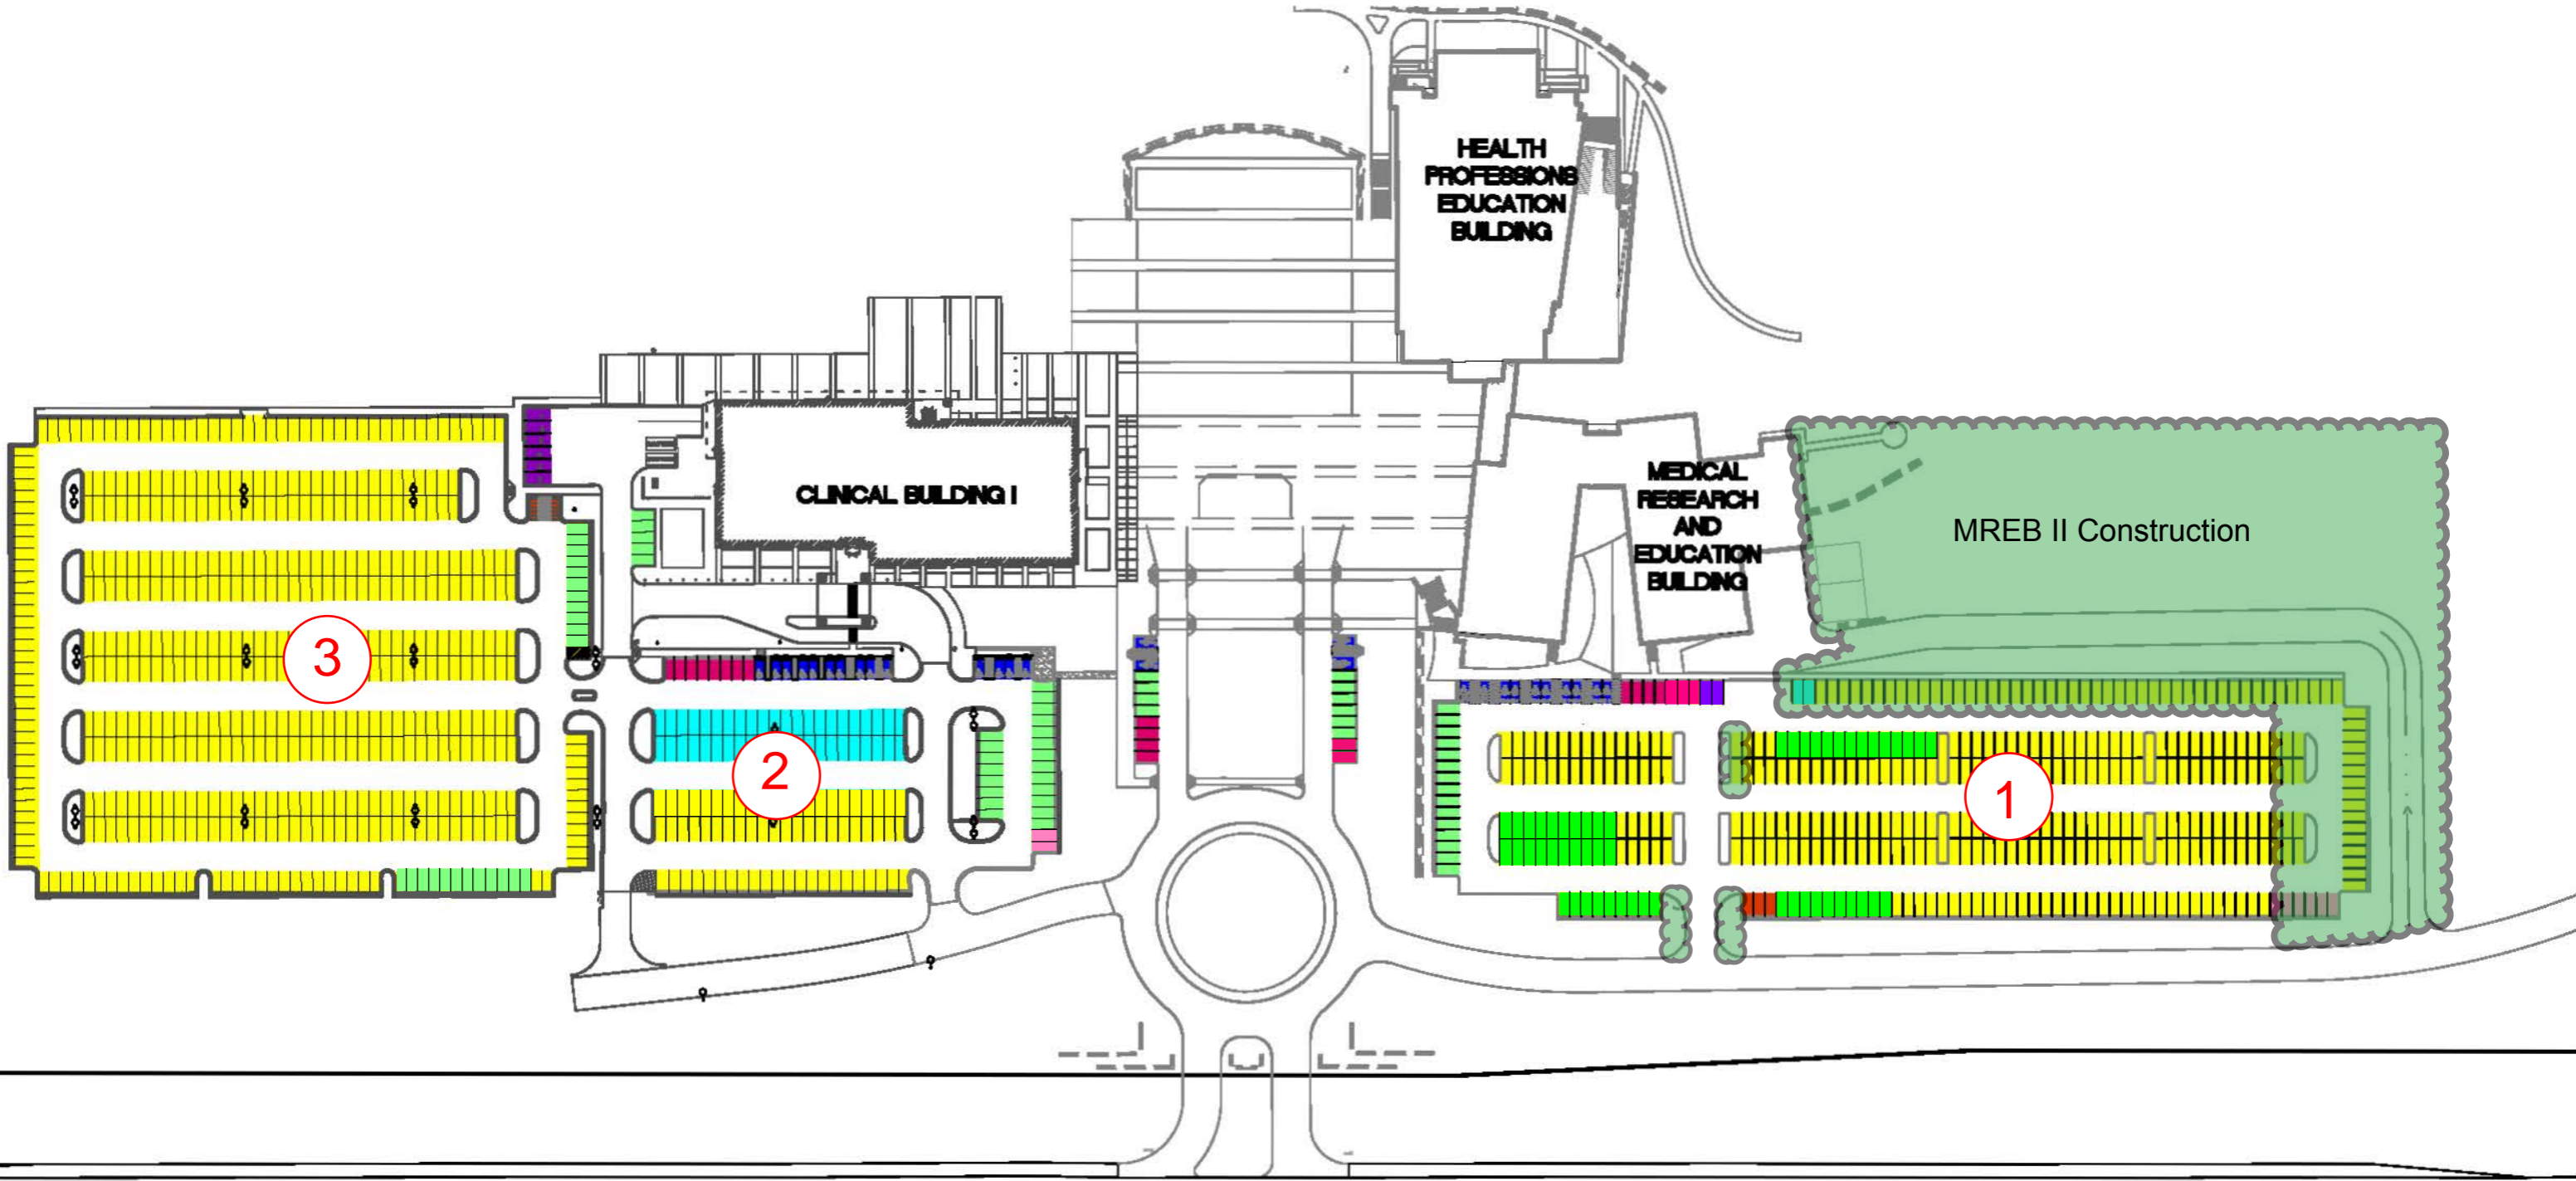 HEALTH
PROFESSIONS
EDUCATION
BUILDING
CLINICAL BUILDING I
MEDICAL
RESEARCH
AND
EDUCATION
BUILDING
MREB II Construction
3
2
1